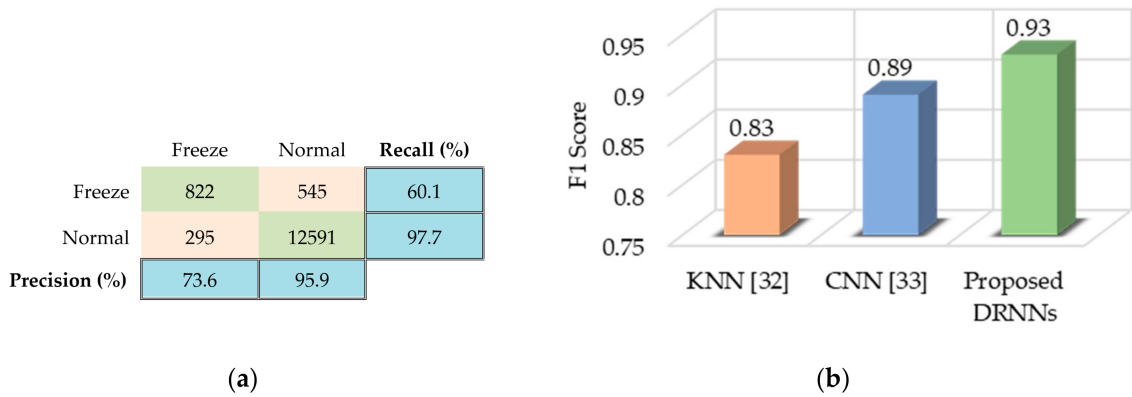 Freeze Normal Recall (%)
Freeze 822 545 60.1
Normal 295 12591 97.7
Precision (%) 73.6 95.9
(a)
F1 Score
0.95
0.9
0.85
0.8
0.75
0.83
0.89
0.93
KNN [32] CNN [33] Proposed
DRNNs
(b)